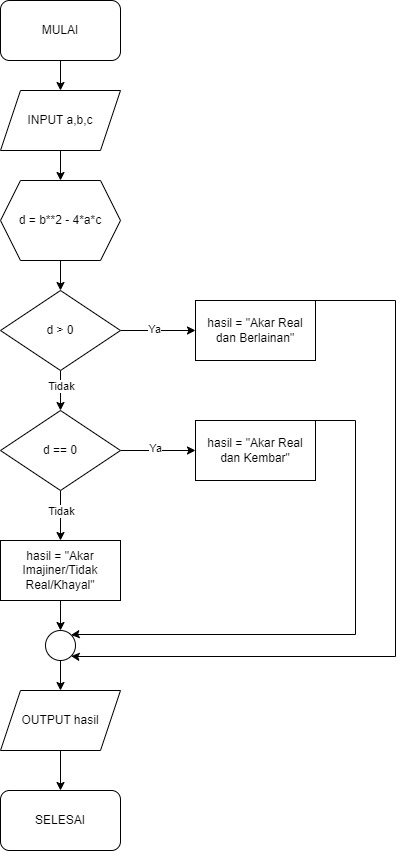 MULAI
INPUT a,b,c
d = b**2 - 4*a*c
d > 0
Ya
hasil = "Akar Real
dan Berlainan"
Tidak
d == 0
Ya
hasil = "Akar Real
dan Kembar"
Tidak
hasil = "Akar
Imajiner/Tidak
Real/Khayal"
OUTPUT hasil
SELESAI